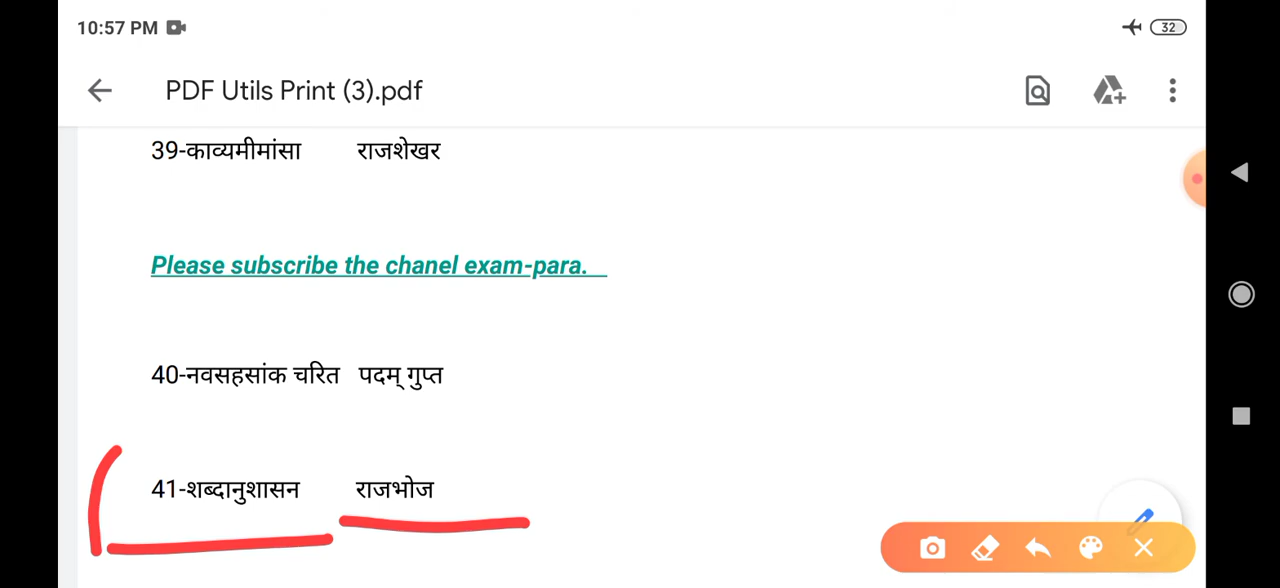 10:57 PM 32
PDF Utils Print (3).pdf
39-काव्यमीमांसा राजशेखर
Please subscribe the chanel exam-para.
40-नवसहसांक चरित पदम् गुप्त
41-शब्दानुशासन राजभोज